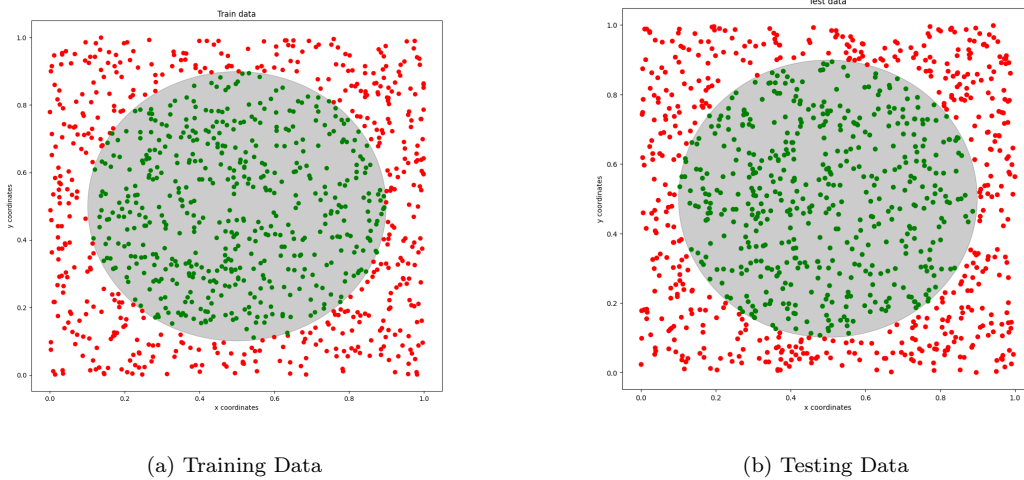 Train data
1.0
0.8
0.6
0.4
0.2
0.0
y coordinates
0.0 0.2 0.4 0.6 0.8 1.0
x coordinates
(a) Training Data
Test data
1.0
0.8
0.6
0.4
0.2
0.0
y coordinates
0.0 0.2 0.4 0.6 0.8 1.0
x coordinates
(b) Testing Data